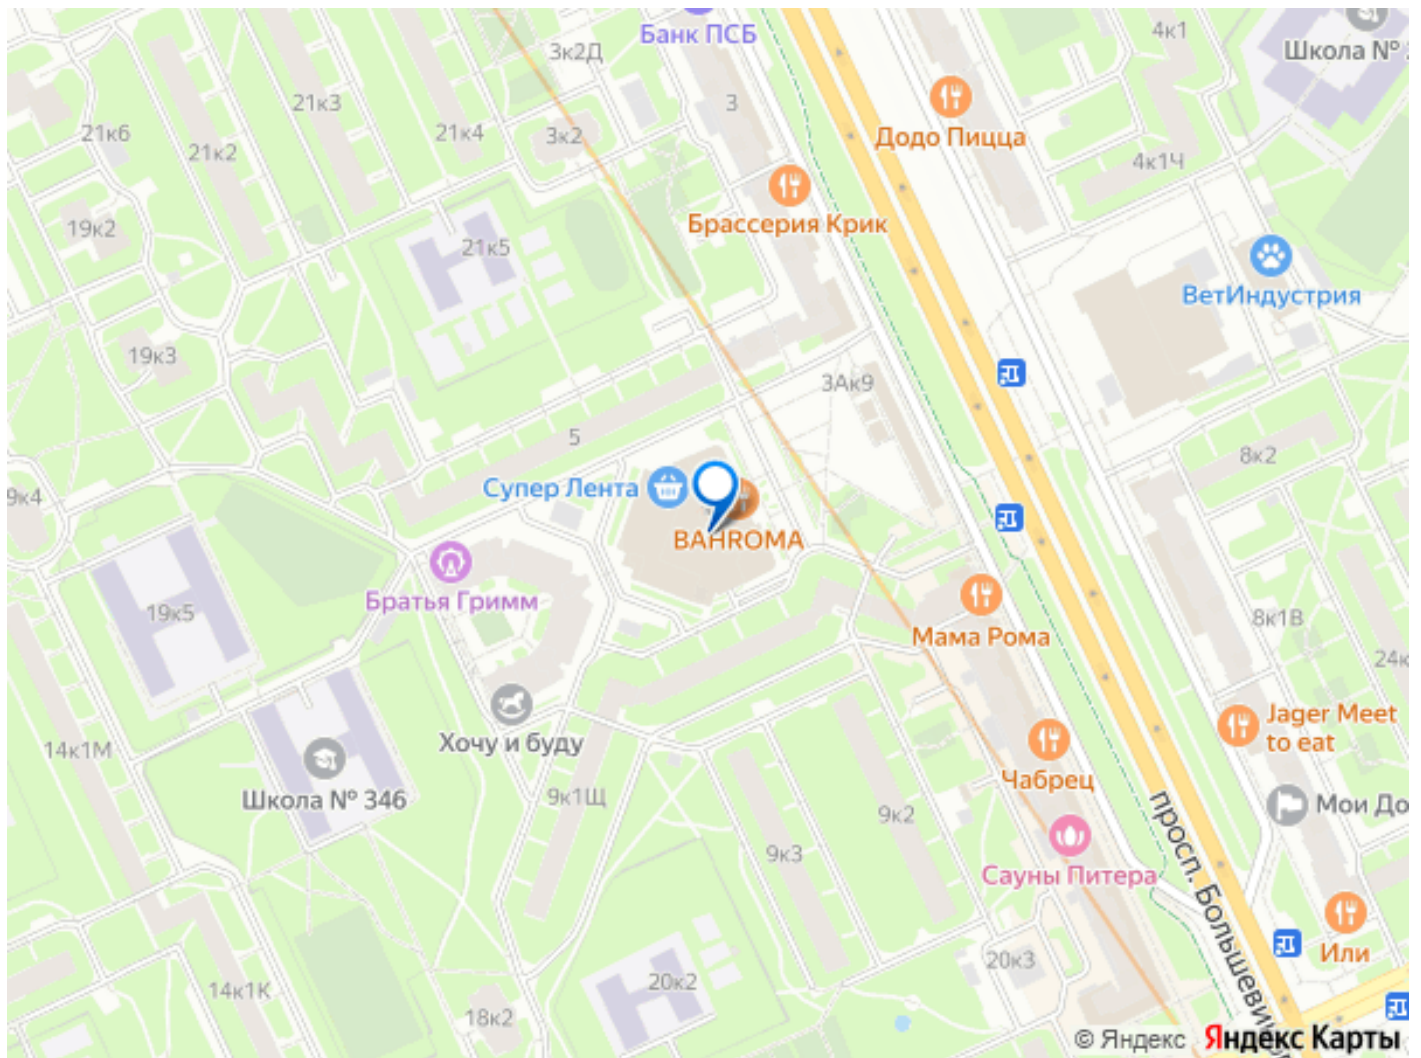 Банк ПСБ
3к2Д
4к1
Школа №
21к3
3
21к6
21к4
3к2
Додо Пицца
21к2
4к1Ч
19к2
Брассерия Крик
21к5
ВетИндустрия
19к3
3Ак9
5
8к2
9к4
Супер Лента
BAHROMA
Братья Гримм
Мама Рома
19к5
8к1В
24к
Jager Meet
to eat
Хочу и буду
14к1М
Чабрец
Школа № 346
9к1Щ
9к2
Мои До
9к3
Сауны Питера
просп. Большевик
Или
20к3
20к2
14к1К
18к2
© Яндекс Яндекс Карты